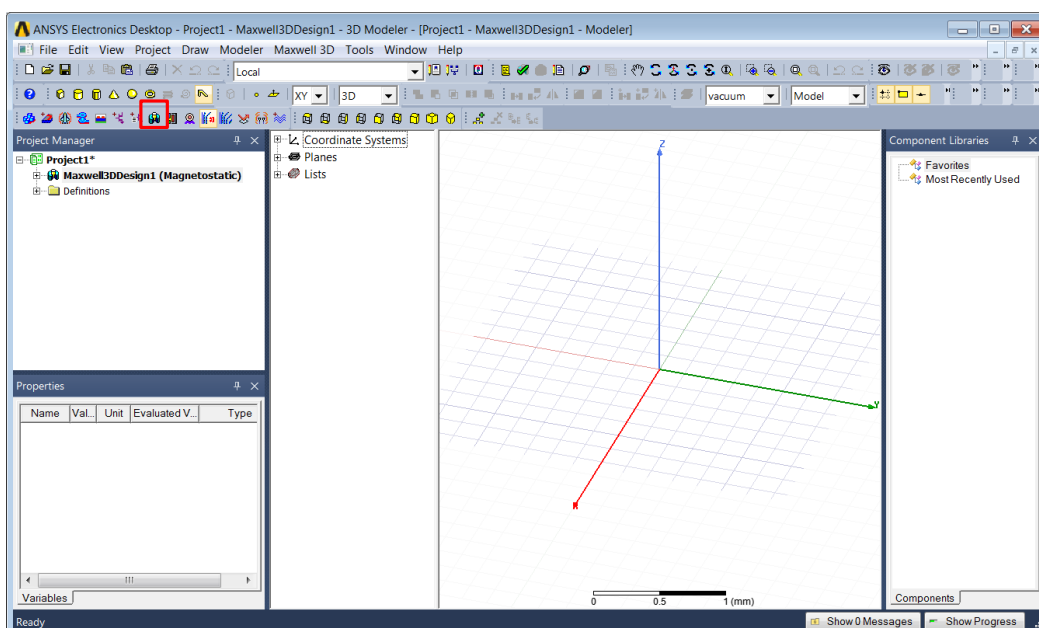 ANSYS Electronics Desktop - Project1 - Maxwell3DDesign1 - 3D Modeler - [Project1 - Maxwell3DDesign1 - Modeler]
File Edit View Project Draw Modeler Maxwell 3D Tools Window Help
Local
XY 3D vacuum Model
Project Manager
Project1*
Maxwell3DDesign1 (Magnetostatic)
Definitions
Properties
Name Val... Unit Evaluated V... Type
Variables
Coordinate Systems
Planes
Lists
Z
Y
0 0.5 1 (mm)
Component Libraries
Favorites
Most Recently Used
Components
Ready
Show 0 Messages
Show Progress